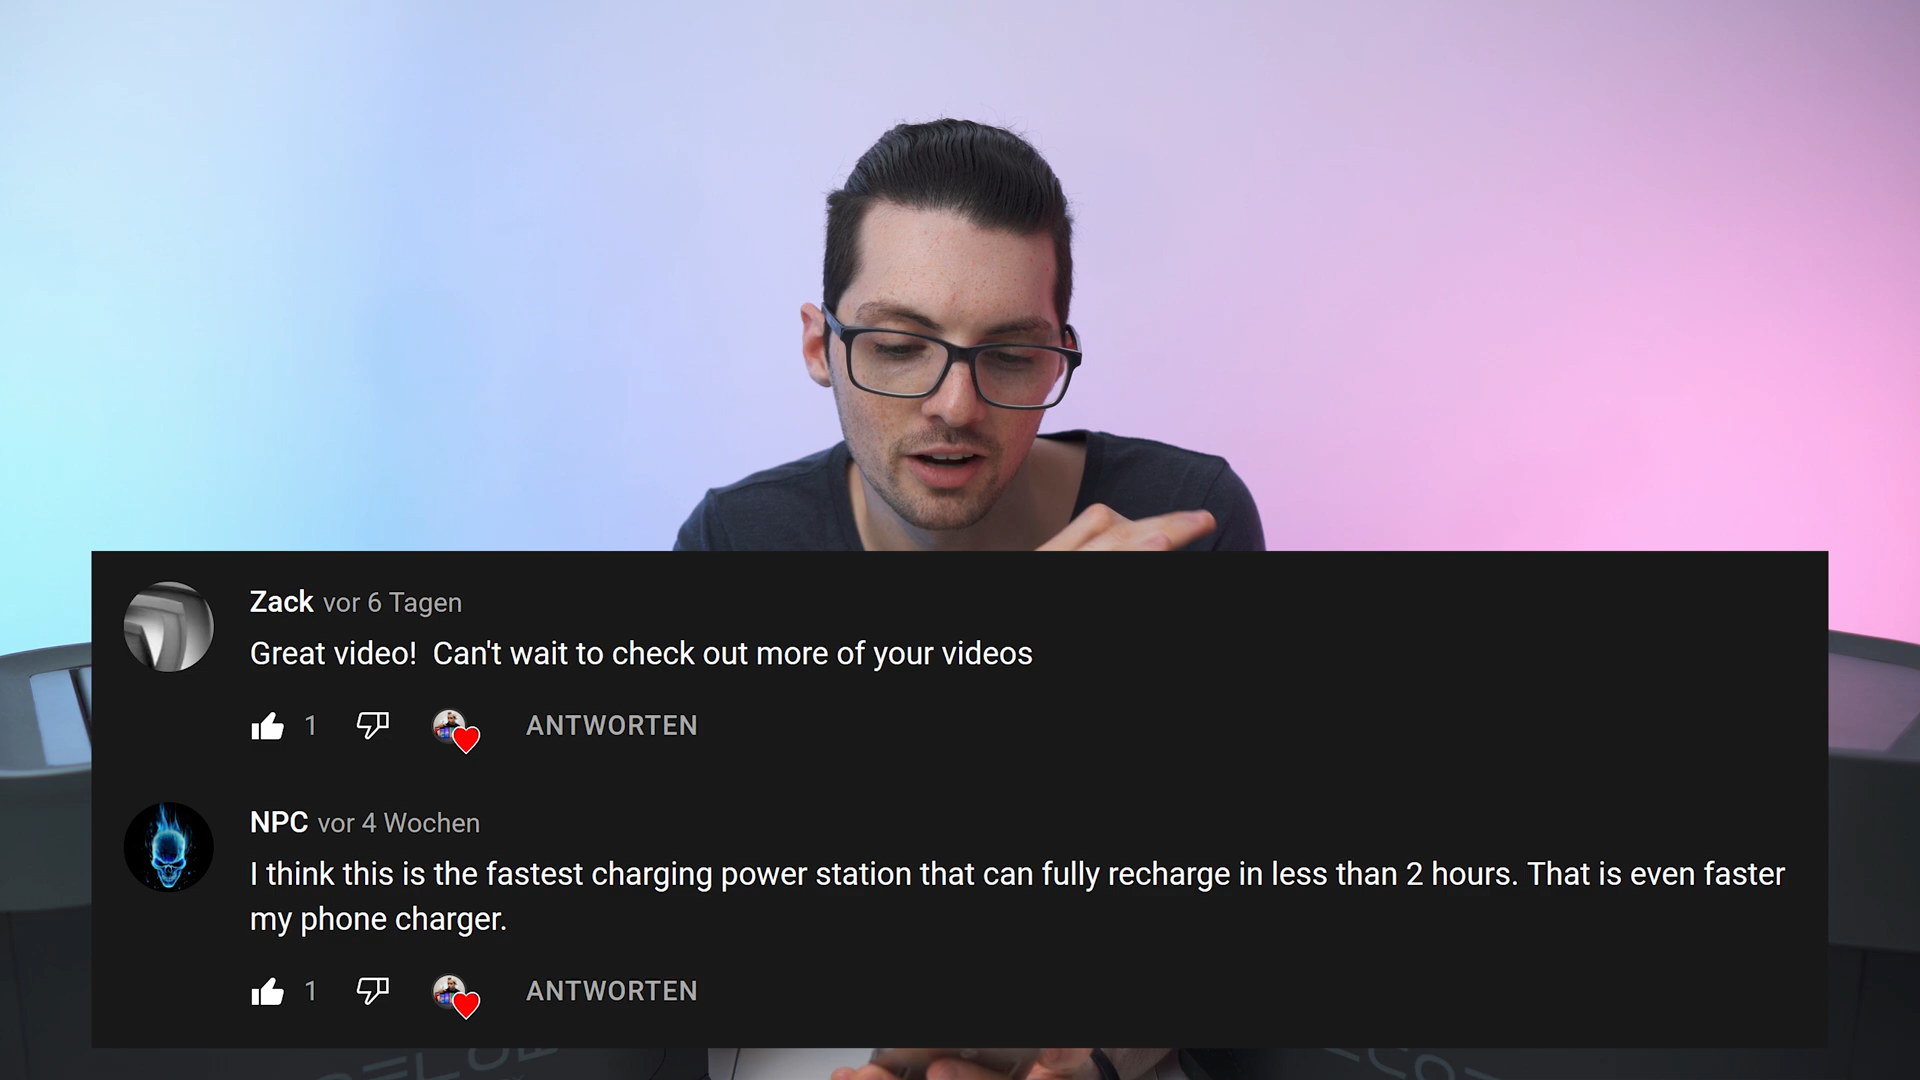 Zack vor 6 Tagen
Great video!  Can't wait to check out more of your videos
1 ANTWORTEN
NPC vor 4 Wochen
I think this is the fastest charging power station that can fully recharge in less than 2 hours. That is even faster
my phone charger.
1 ANTWORTEN